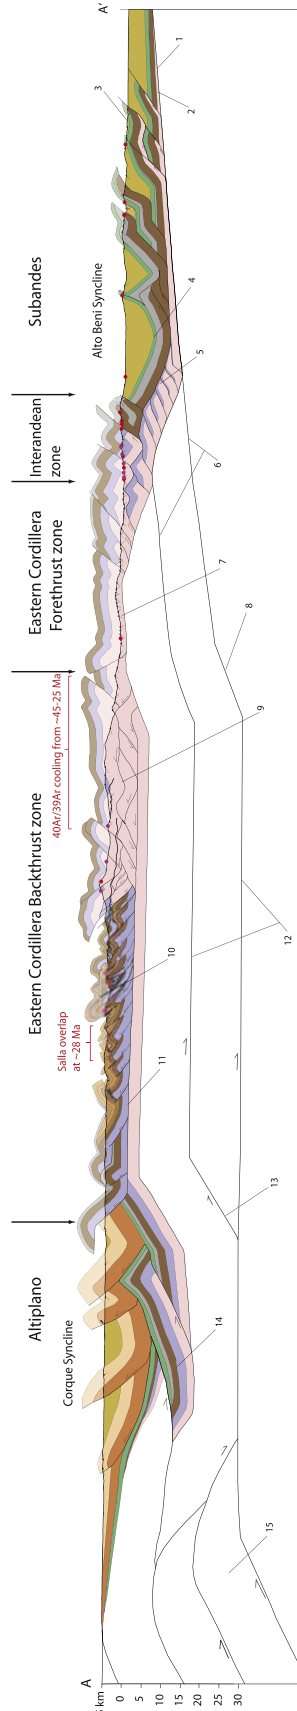 A
A'
Altiplano
Eastern Cordillera Backthrust zone
Eastern Cordillera
Forethrust zone
Interandean
zone
Subandes
Corque Syncline
Salla overlap
at ~28 Ma
40Ar/39Ar cooling from ~45-25 Ma
Alto Beni Syncline
km
0
5
10
15
20
25
30
1
2
3
4
5
6
7
8
9
10
11
12
13
14
15